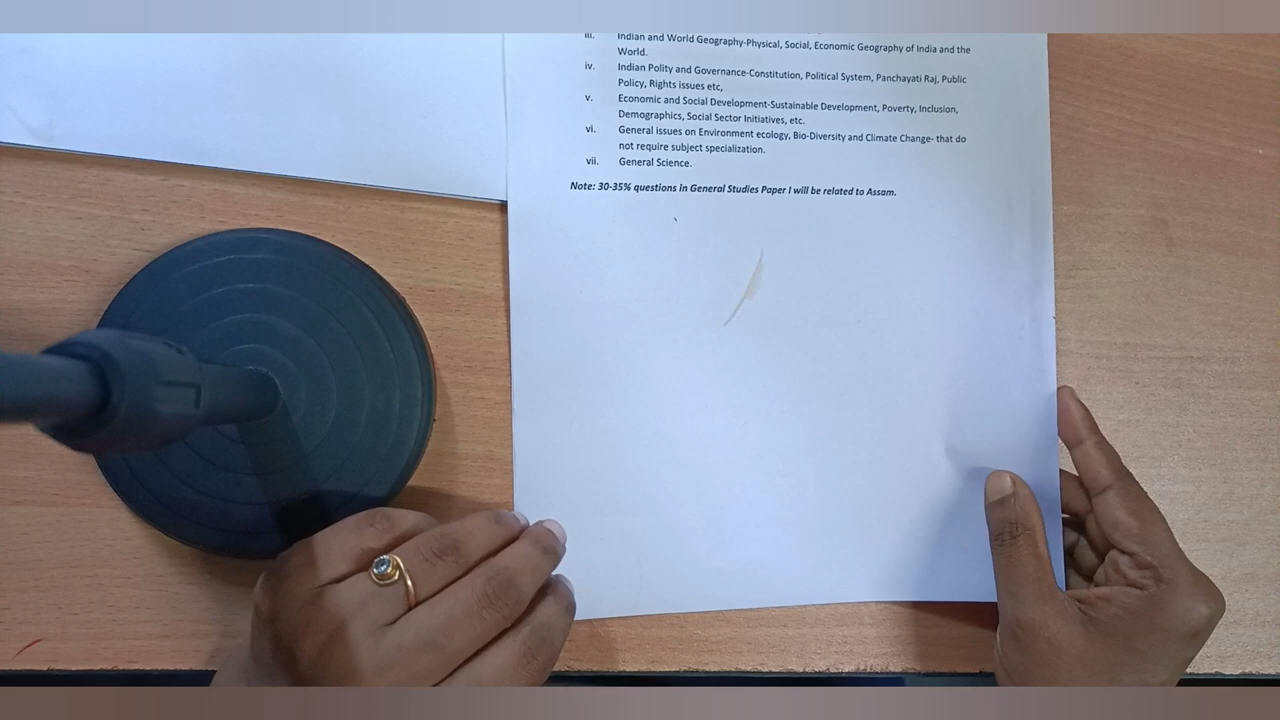 iii. Indian and World Geography-Physical, Social, Economic Geography of India and the
World.
iv. Indian Polity and Governance-Constitution, Political System, Panchayati Raj, Public
Policy, Rights issues etc,
v. Economic and Social Development-Sustainable Development, Poverty, Inclusion,
Demographics, Social Sector Initiatives, etc.
vi. General issues on Environment ecology, Bio-Diversity and Climate Change- that do
not require subject specialization.
vii. General Science.
Note: 30-35% questions in General Studies Paper I will be related to Assam.